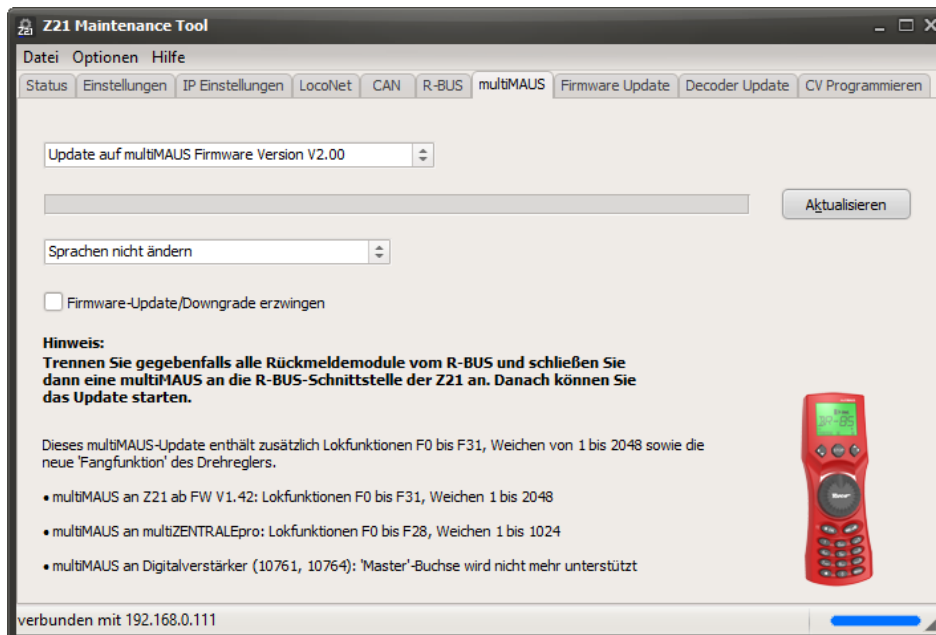 Z21 Maintenance Tool
Datei Optionen Hilfe
Status Einstellungen IP Einstellungen LocoNet CAN R-BUS multiMAUS Firmware Update Decoder Update CV Programmieren
Update auf multiMAUS Firmware Version V2.00
Aktualisieren
Sprachen nicht ändern
Firmware-Update/Downgrade erzwingen
Hinweis:
Trennen Sie gegebenfalls alle Rückmeldemodule vom R-BUS und schließen Sie
dann eine multiMAUS an die R-BUS-Schnittstelle der Z21 an. Danach können Sie
das Update starten.
Dieses multiMAUS-Update enthält zusätzlich Lokfunktionen F0 bis F31, Weichen von 1 bis 2048 sowie die
neue 'Fangfunktion' des Drehreglers.
• multiMAUS an Z21 ab FW V1.42: Lokfunktionen F0 bis F31, Weichen 1 bis 2048
• multiMAUS an multiZENTRALEpro: Lokfunktionen F0 bis F28, Weichen 1 bis 1024
• multiMAUS an Digitalverstärker (10761, 10764): 'Master'-Buchse wird nicht mehr unterstützt
BR-85
verbunden mit 192.168.0.111